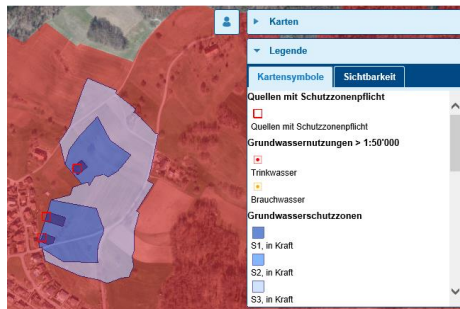 Karten
Legende
Kartensymbole
Sichtbarkeit
Quellen mit Schutzzonenpflicht
Quellen mit Schutzzonenpflicht
Grundwassernutzungen > 1:50'000
Trinkwasser
Brauchwasser
Grundwasserschutzzonen
S1, in Kraft
S2, in Kraft
S3, in Kraft